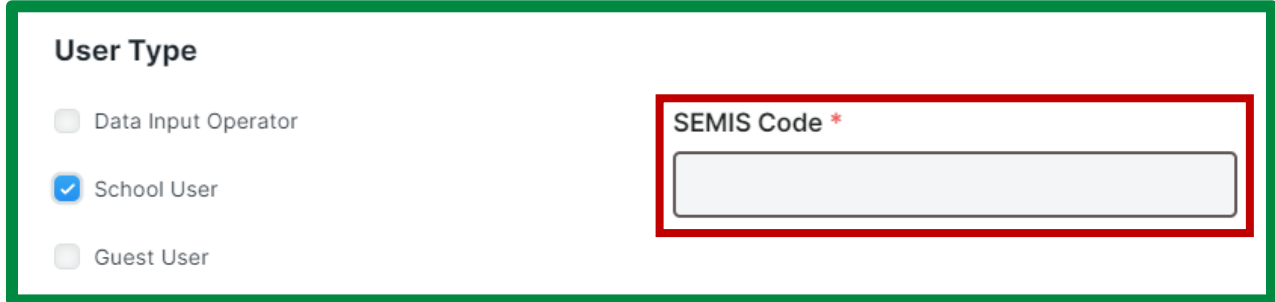 User Type
Data Input Operator
SEMIS Code *
School User
Guest User